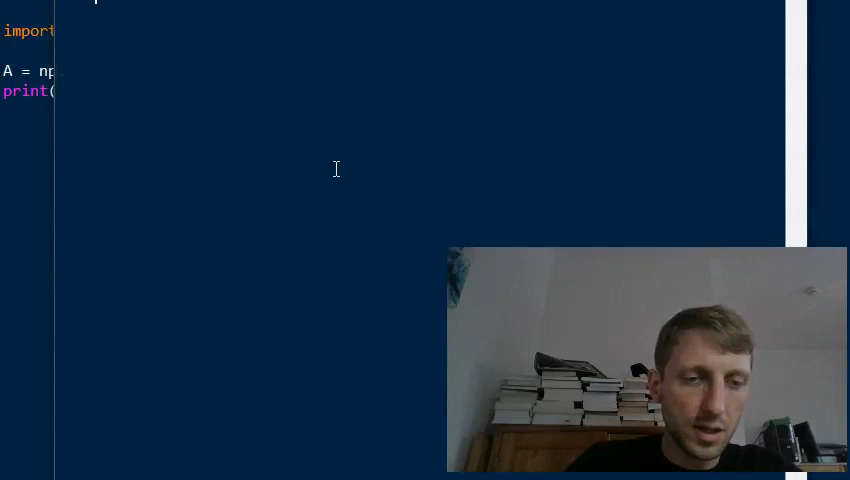 import
A = np
print(